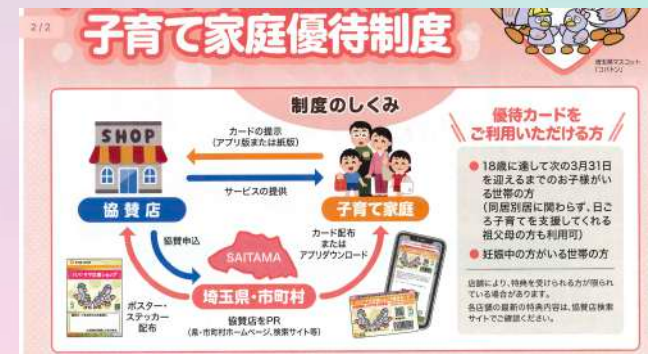 2/2
子育て家庭優待制度
埼玉県マスコット
「コバトン」
制度のしくみ
SHOP
協賛店
カードの提示
(アプリ版または紙版)
サービスの提供
子育て家庭
協賛申込
SAITAMA
埼玉県・市町村
カード配布
または
アプリダウンロード
ポスター・
ステッカー
配布
協賛店をPR
(県・市町村ホームページ、検索サイト等)
優待カードを
ご利用いただける方
18歳に達して次の3月31日
を迎えるまでのお子様がい
る世帯の方
(同居別居に関わらず、日ご
ろ子育てを支援してくれる
祖父母の方も利用可)
妊娠中の方がいる世帯の方
店舗により、特典を受けられる方が限られ
ている場合があります。
各店舗の最新の特典内容は、協賛店検索
サイトでご確認ください。